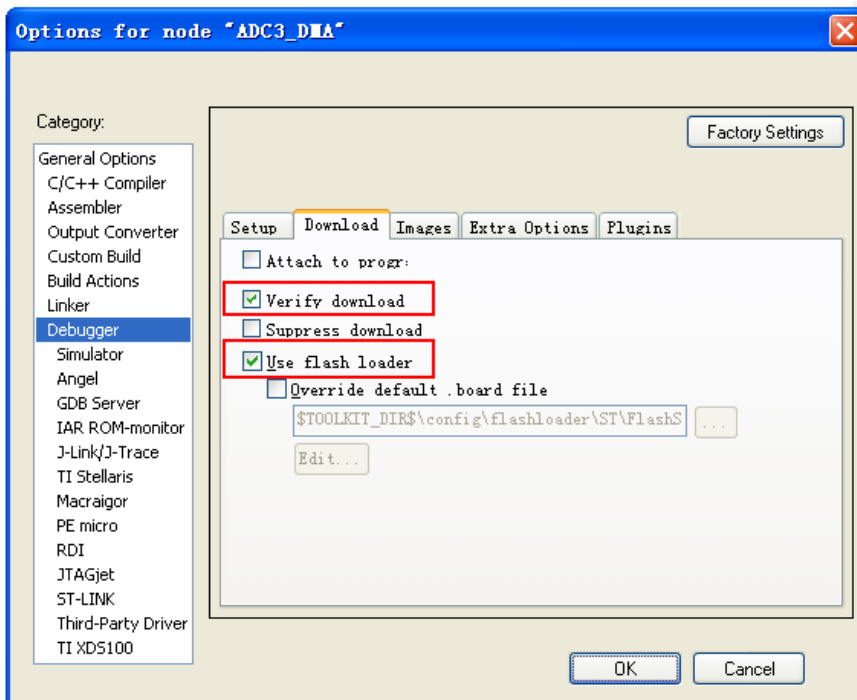 Options for node "ADC3_DMA"
Category:
Factory Settings
General Options
C/C++ Compiler
Assembler
Output Converter
Custom Build
Build Actions
Linker
Debugger
Simulator
Angel
GDB Server
IAR ROM-monitor
J-Link/J-Trace
TI Stellaris
Macraigor
PE micro
RDI
JTAGjet
ST-LINK
Third-Party Driver
TI XDS100
Setup Download Images Extra Options Plugins
Attach to progr:
Verify download
Suppress download
Use flash loader
Override default .board file
$TOOLKIT_DIR$\config\flashloader\ST\FlashS ...
Edit...
OK Cancel